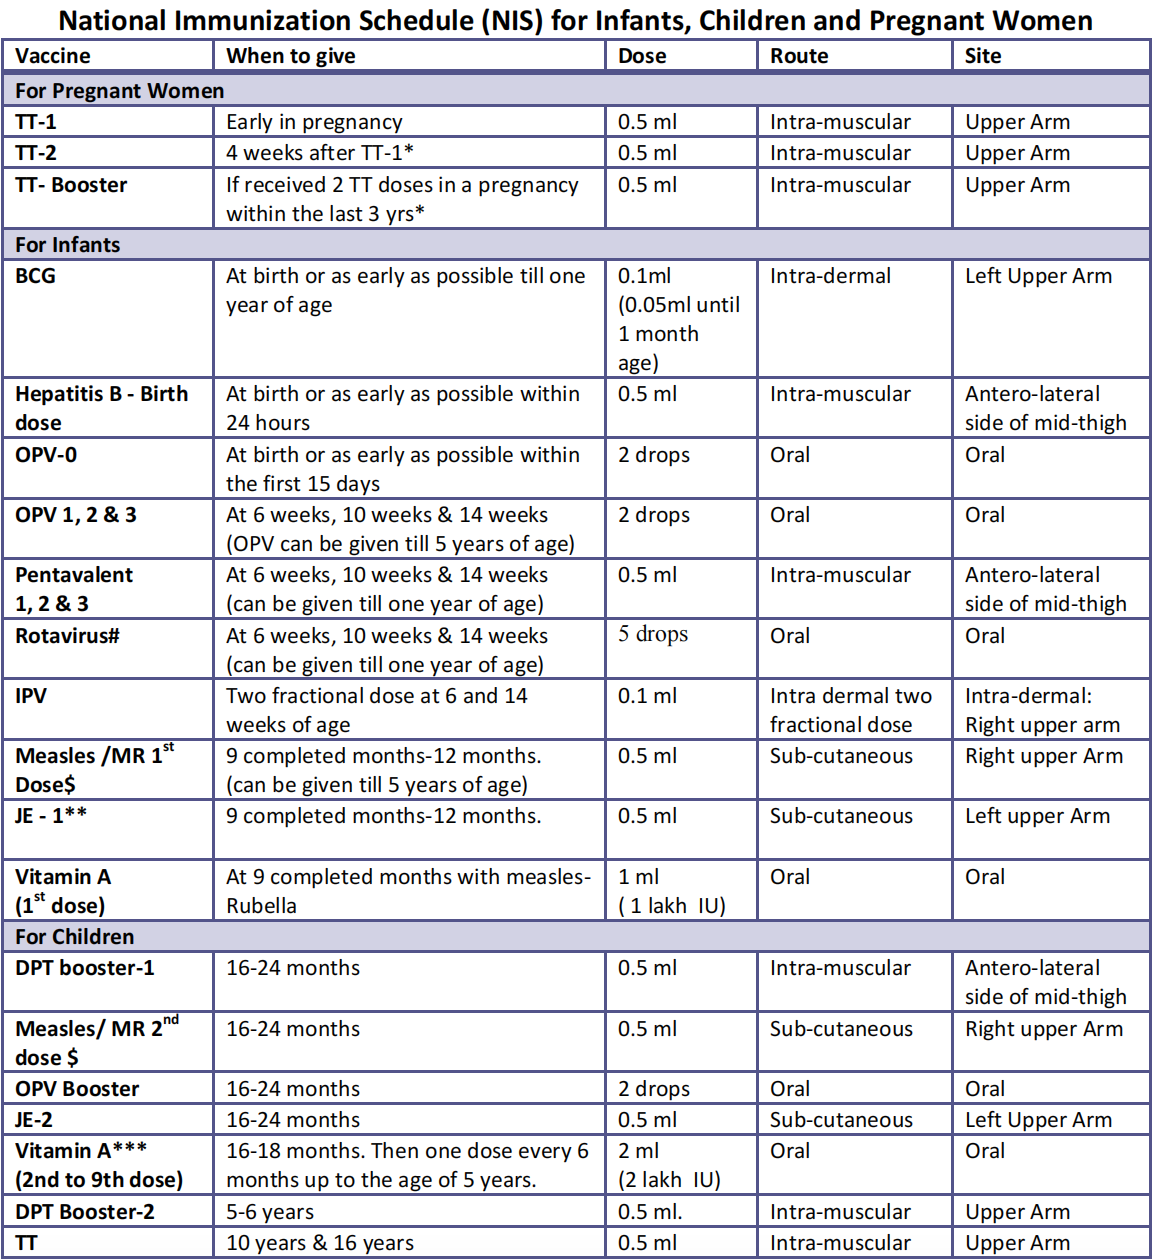 National Immunization Schedule (NIS) for Infants, Children and Pregnant Women
Vaccine When to give Dose Route Site
For Pregnant Women
TT-1 Early in pregnancy 0.5 ml Intra-muscular Upper Arm
TT-2 4 weeks after TT-1* 0.5 ml Intra-muscular Upper Arm
TT- Booster If received 2 TT doses in a pregnancy 0.5 ml Intra-muscular Upper Arm
within the last 3 yrs*
For Infants
BCG At birth or as early as possible till one 0.1ml Intra-dermal Left Upper Arm
year of age (0.05ml until
1 month
age)
Hepatitis B - Birth At birth or as early as possible within 0.5 ml Intra-muscular Antero-lateral
dose 24 hours side of mid-thigh
OPV-0 At birth or as early as possible within 2 drops Oral Oral
the first 15 days
OPV 1, 2 & 3 At 6 weeks, 10 weeks & 14 weeks 2 drops Oral Oral
(OPV can be given till 5 years of age)
Pentavalent At 6 weeks, 10 weeks & 14 weeks 0.5 ml Intra-muscular Antero-lateral
1, 2 & 3 (can be given till one year of age) side of mid-thigh
Rotavirus# At 6 weeks, 10 weeks & 14 weeks 5 drops Oral Oral
(can be given till one year of age)
IPV Two fractional dose at 6 and 14 0.1 ml Intra dermal two Intra-dermal:
weeks of age fractional dose Right upper arm
Measles /MR 1st 9 completed months-12 months. 0.5 ml Sub-cutaneous Right upper Arm
Dose$ (can be given till 5 years of age)
JE - 1** 9 completed months-12 months. 0.5 ml Sub-cutaneous Left upper Arm
Vitamin A At 9 completed months with measles- 1 ml Oral Oral
(1st dose) Rubella ( 1 lakh IU)
For Children
DPT booster-1 16-24 months 0.5 ml Intra-muscular Antero-lateral
side of mid-thigh
Measles/ MR 2nd 16-24 months 0.5 ml Sub-cutaneous Right upper Arm
dose $
OPV Booster 16-24 months 2 drops Oral Oral
JE-2 16-24 months 0.5 ml Sub-cutaneous Left Upper Arm
Vitamin A*** 16-18 months. Then one dose every 6 2 ml Oral Oral
(2nd to 9th dose) months up to the age of 5 years. (2 lakh IU)
DPT Booster-2 5-6 years 0.5 ml. Intra-muscular Upper Arm
TT 10 years & 16 years 0.5 ml Intra-muscular Upper Arm